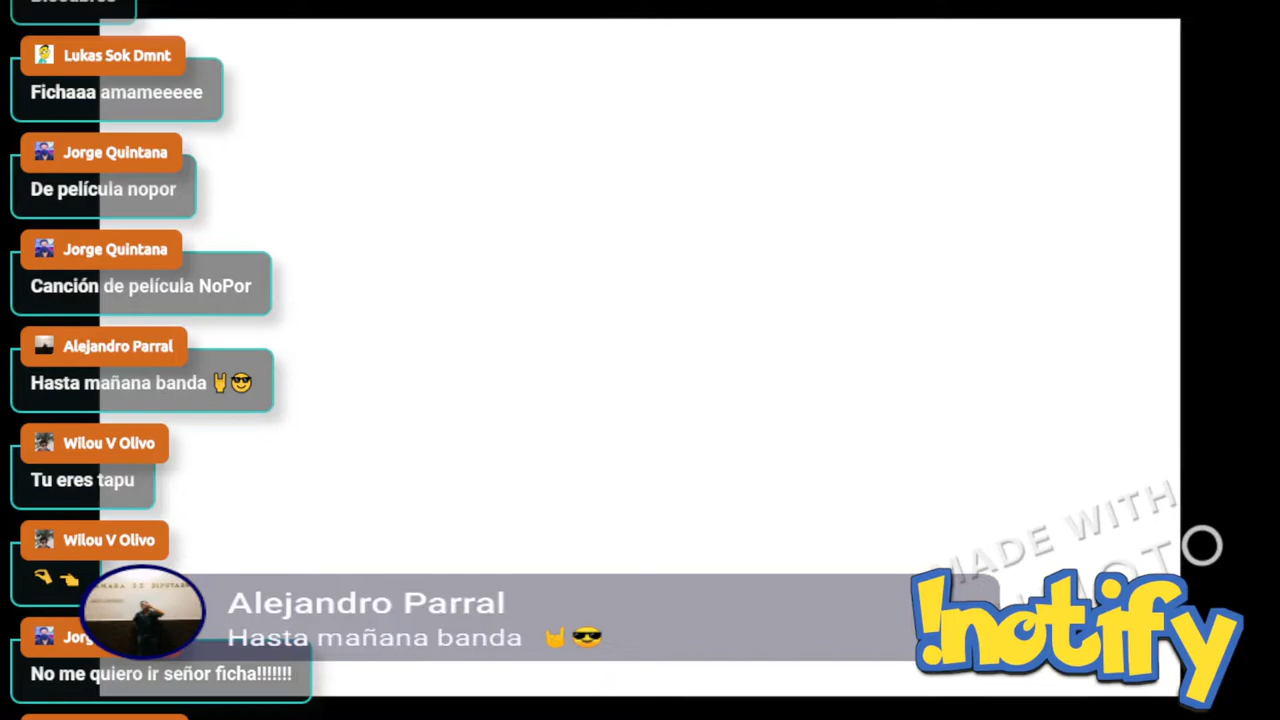 Lukas Sok Dmnt
Fichaaa amameeeee
Jorge Quintana
De película nopor
Jorge Quintana
Canción de película NoPor
Alejandro Parral
Hasta mañana banda 🤘😎
Wilou V Olivo
Tu eres tapu
Wilou V Olivo
No me quiero ir señor ficha!!!!!!!
Alejandro Parral
Hasta mañana banda 🤘😎
MADE WITH
!notify